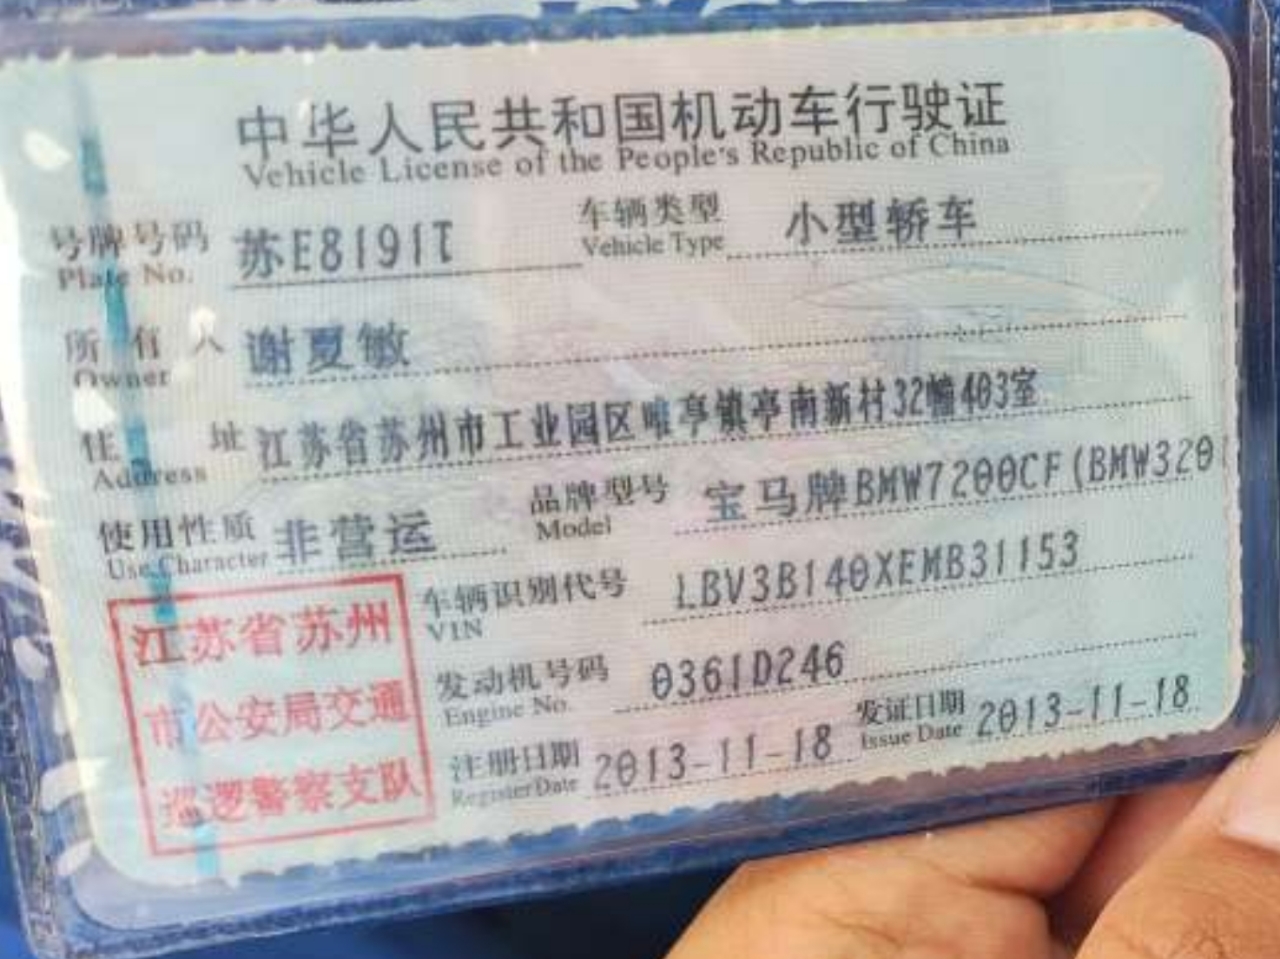 中华人民共和国机动车行驶证
Vehicle License of the People's Republic of China
号牌号码 苏E8191T 车辆类型 小型轿车
Plate No. Vehicle Type
所有人 谢夏敏
Owner
住址 江苏省苏州市工业园区唯亭镇亭南新村32幢403室
Address
使用性质 非营运 品牌型号 宝马牌BMW7200CF(BMW320
Use Character Model
江苏省苏州 车辆识别代号 LBV3B140XEMB31153
VIN
市公安局交通 发动机号码 0361D246
Engine No.
巡逻警察支队 注册日期 2013-11-18 发证日期 2013-11-18
Register Date Issue Date